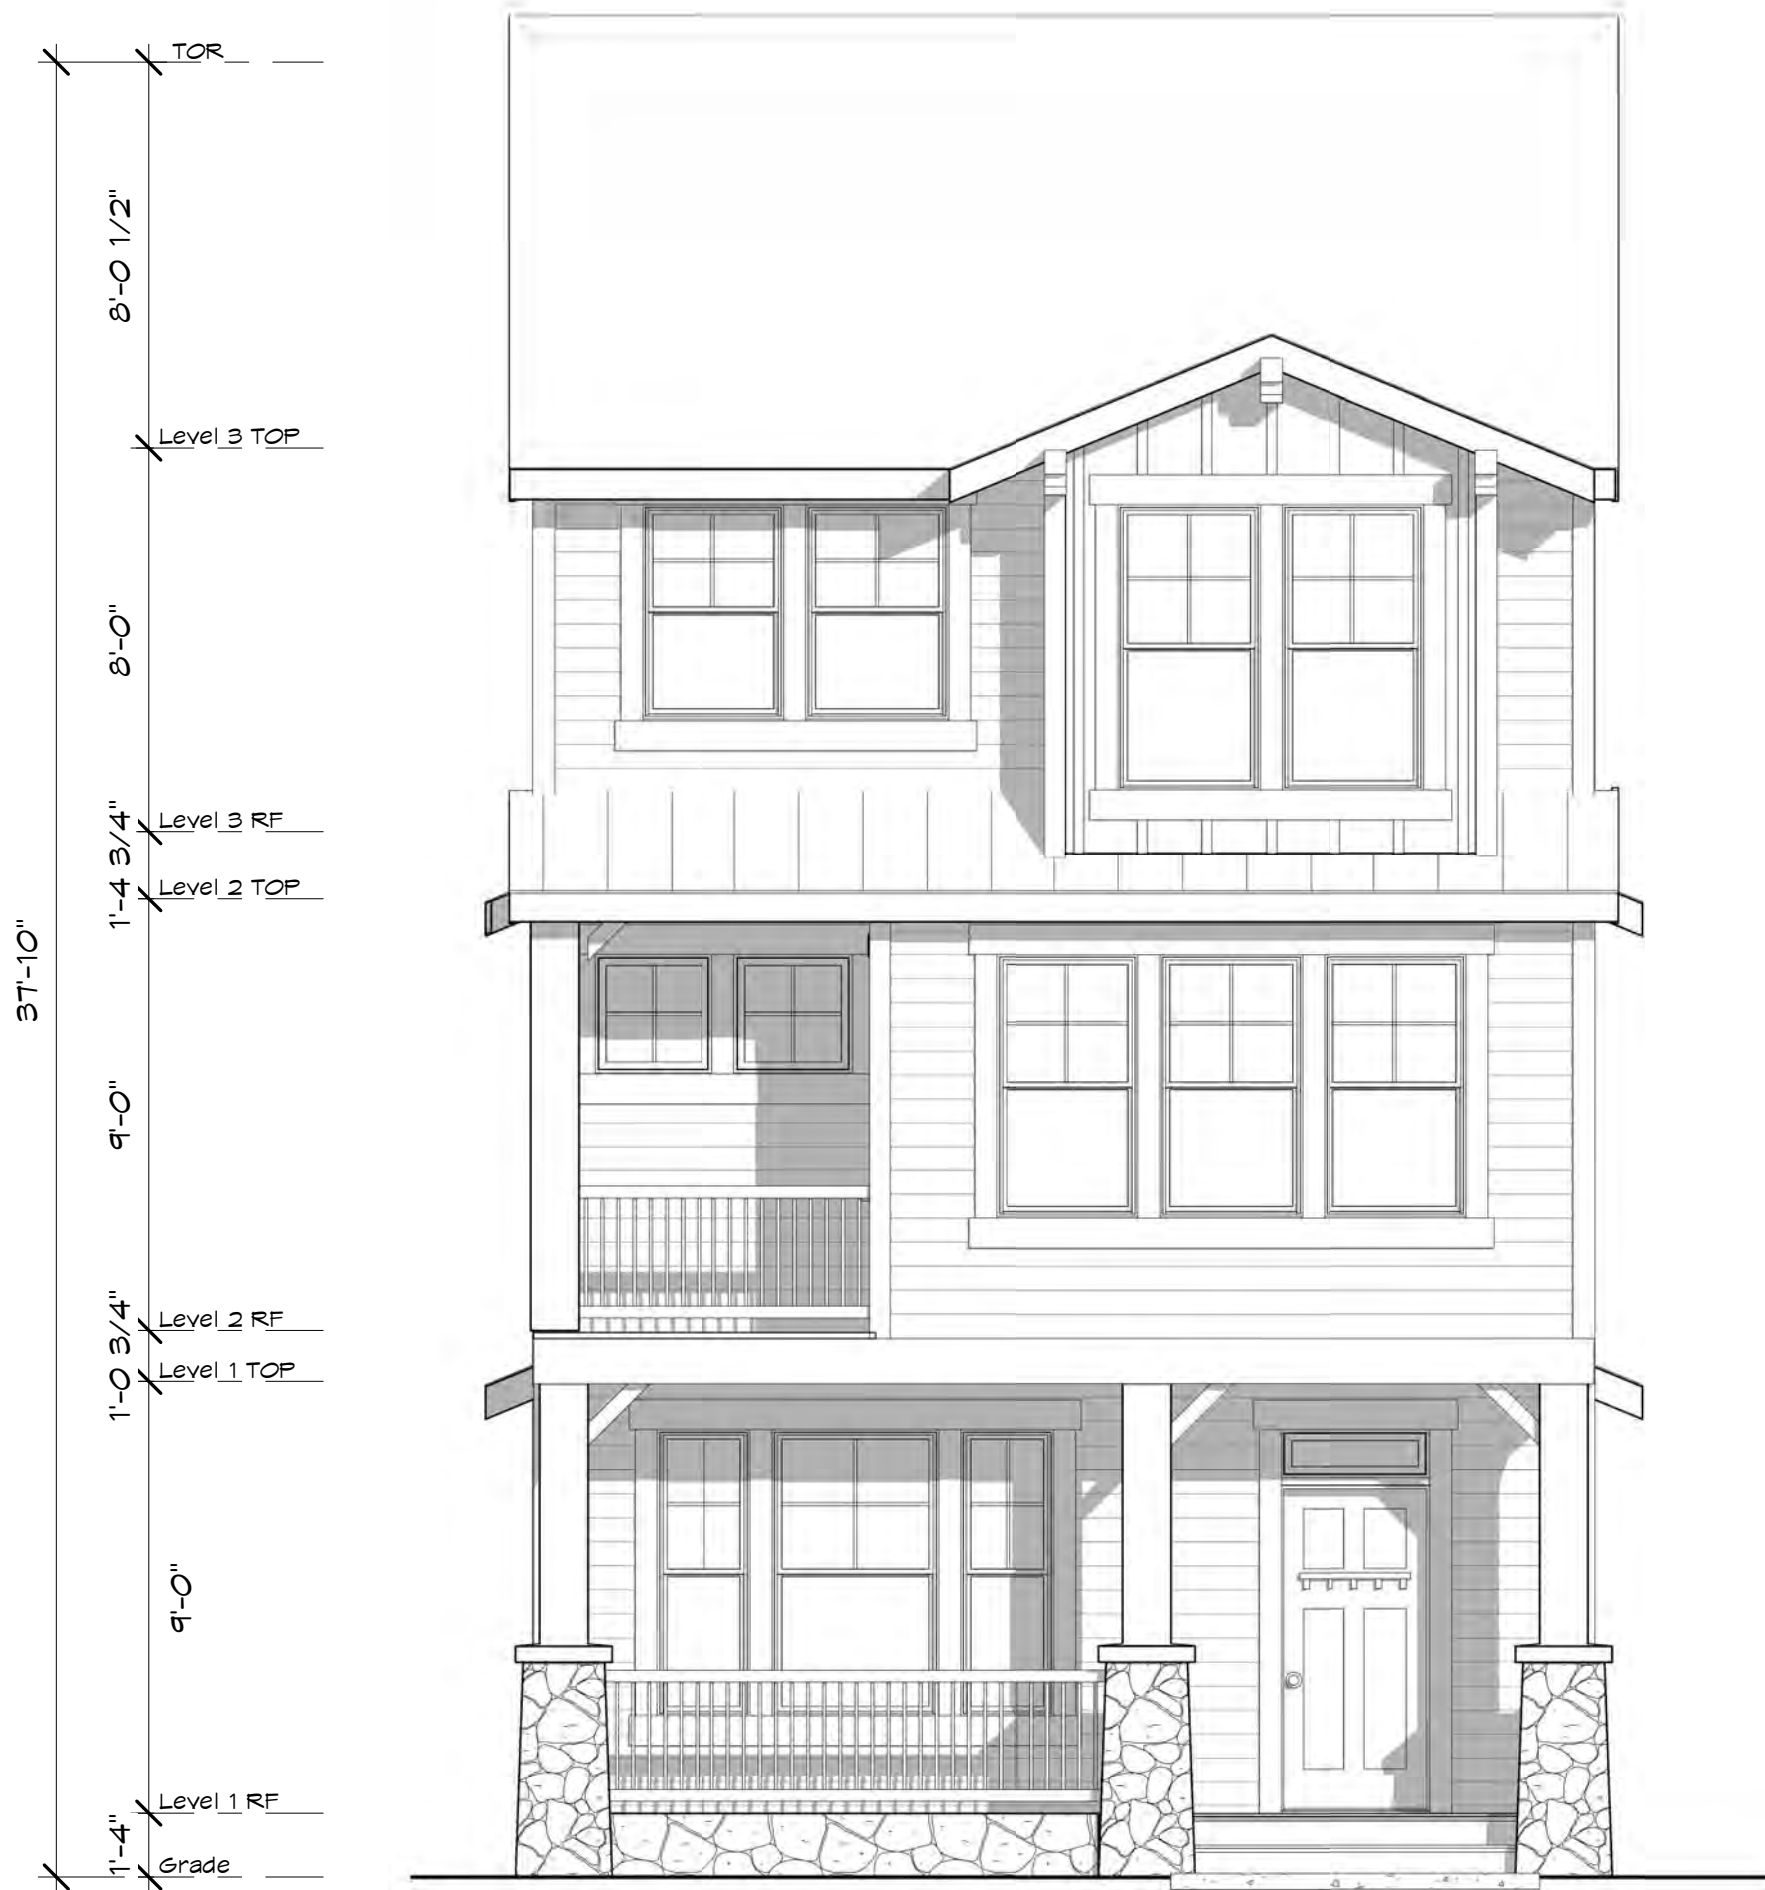 TOR
8'-0 1/2"
Level 3 TOP
8'-0"
Level 3 RF
1'-4 3/4"
Level 2 TOP
37'-10"
9'-0"
Level 2 RF
1'-0 3/4"
Level 1 TOP
9'-0"
Level 1 RF
1'-4"
Grade